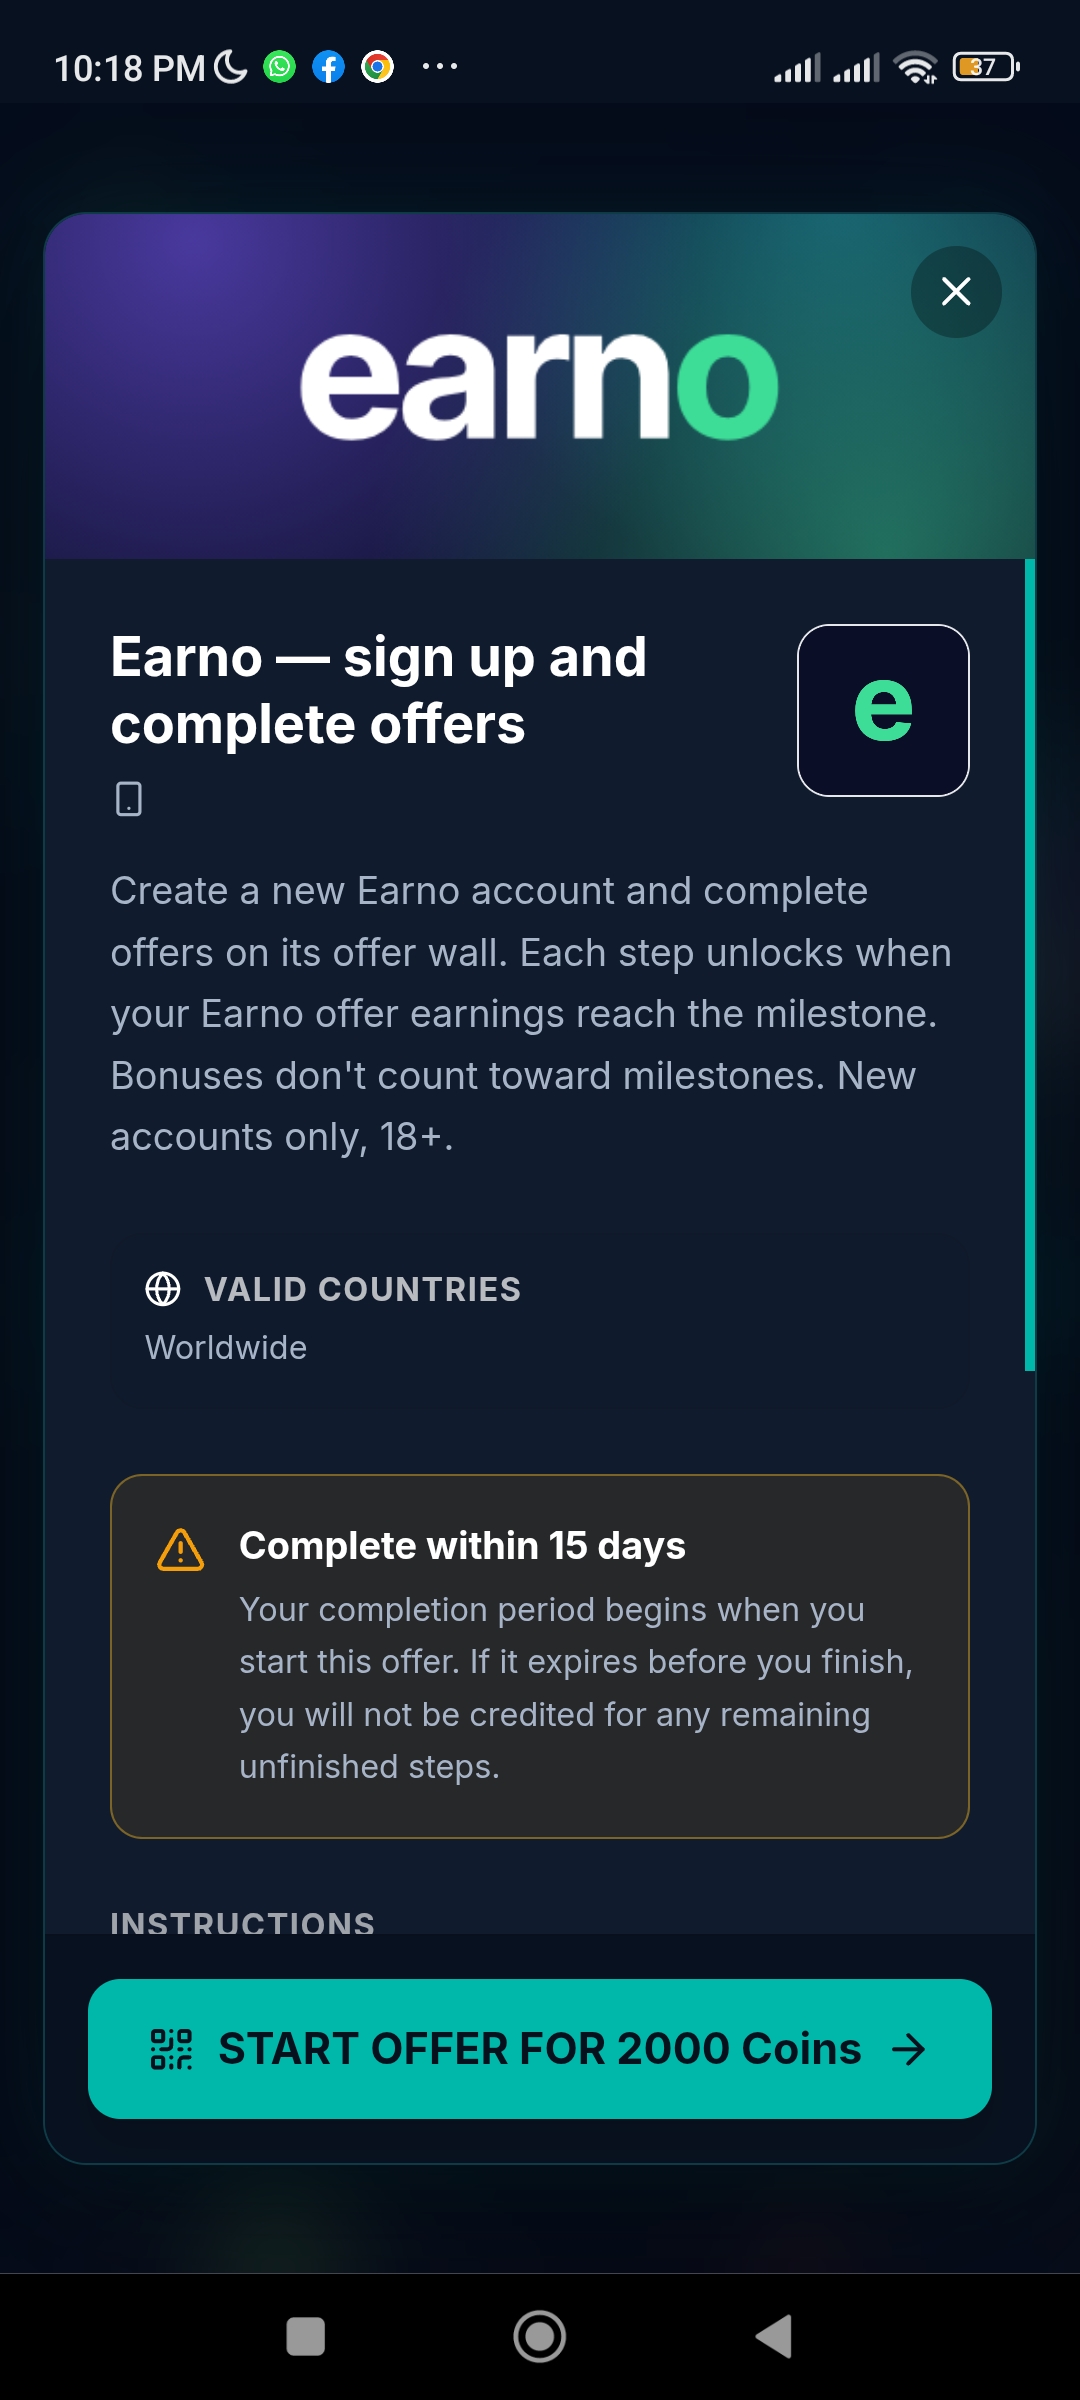 10:18 PM
37
earno
Earno — sign up and
complete offers
e
Create a new Earno account and complete
offers on its offer wall. Each step unlocks when
your Earno offer earnings reach the milestone.
Bonuses don't count toward milestones. New
accounts only, 18+.
VALID COUNTRIES
Worldwide
Complete within 15 days
Your completion period begins when you
start this offer. If it expires before you finish,
you will not be credited for any remaining
unfinished steps.
INSTRUCTIONS
START OFFER FOR 2000 Coins